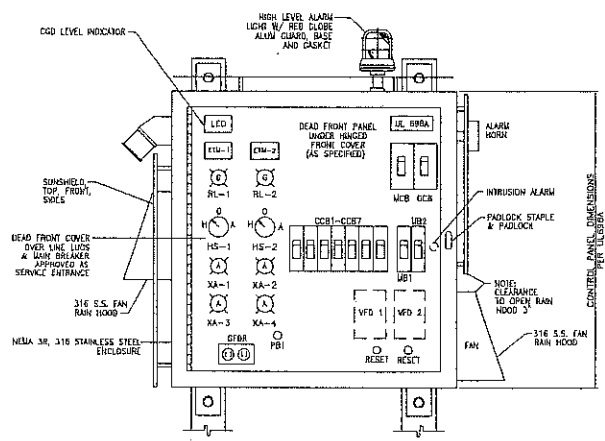 HIGH LEVEL ALARM
LIGHT W/ RED GLOBE
ALUM GUARD, BASE
AND GASKET
CGD LEVEL INDICATOR
LCD
DEAD FRONT PANEL
UNDER HINGED
FRONT COVER
(AS SPECIFIED)
UL 698A
ETM-1
ETM-2
ALARM
HORN
G
G
RL-1
RL-2
MCB
GCB
SUNSHIELD,
TOP, FRONT,
SIDES
INTRUSION ALARM
H
O
A
H
O
A
CCB1-CCB7
WB2
PADLOCK STAPLE
& PADLOCK
DEAD FRONT COVER
OVER LINE LUGS
& MAIN BREAKER
APPROVED AS
SERVICE ENTRANCE
HS-1
HS-2
A
A
XA-1
XA-2
WB1
NOTE:
CLEARANCE
TO OPEN RAIN
HOOD 3"
316 S.S. FAN
RAIN HOOD
A
A
VFD 1
VFD 2
XA-3
XA-4
316 S.S. FAN
RAIN HOOD
NEMA 3R, 316 STAINLESS STEEL
ENCLOSURE
GFDR
PB1
FAN
RESET
RESET
CONTROL PANEL DIMENSIONS
PER UL698A